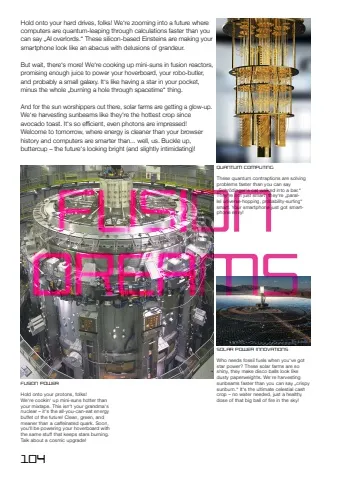 Hold onto your hard drives, folks! We're zooming into a future where
computers are quantum-leaping through calculations faster than you
can say „AI overlords." These silicon-based Einsteins are making your
smartphone look like an abacus with delusions of grandeur.
But wait, there's more! We're cooking up mini-suns in fusion reactors,
promising enough juice to power your hoverboard, your robo-butler,
and probably a small galaxy. It's like having a star in your pocket,
minus the whole „burning a hole through spacetime" thing.
And for the sun worshippers out there, solar farms are getting a glow-up.
We're harvesting sunbeams like they're the hottest crop since
avocado toast. It's so efficient, even photons are impressed!
Welcome to tomorrow, where energy is cleaner than your browser
history and computers are smarter than... well, us. Buckle up,
buttercup – the future's looking bright (and slightly intimidating)!
QUANTUM COMPUTING
These quantum contraptions are solving
problems faster than you can say
smart. Your smartphone just got smart-
phone envy!
FUSION
DREAMS
SOLAR POWER INNOVATIONS
Who needs fossil fuels when you've got
star power? These solar farms are so
shiny, they make disco balls look like
dusty paperweights. We're harvesting
sunbeams faster than you can say „crispy
sunburn." It's the ultimate celestial cash
crop – no water needed, just a healthy
dose of that big ball of fire in the sky!
FUSION POWER
Hold onto your protons, folks!
We're cookin' up mini-suns hotter than
your mixtape. This isn't your grandma's
nuclear – it's the all-you-can-eat energy
buffet of the future! Clean, green, and
meaner than a caffeinated quark. Soon,
you'll be powering your hoverboard with
the same stuff that keeps stars burning.
Talk about a cosmic upgrade!
104